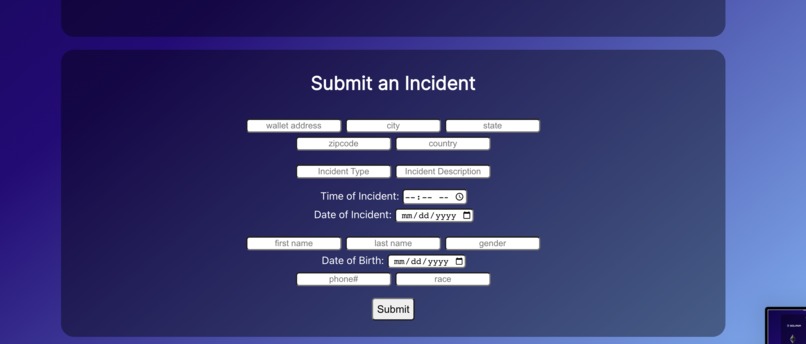 Submit an Incident
wallet address city state
zipcode country
Incident Type Incident Description
Time of Incident: --:-- --
Date of Incident: mm/dd/yyyy
first name last name gender
Date of Birth: mm/dd/yyyy
phone# race
Submit